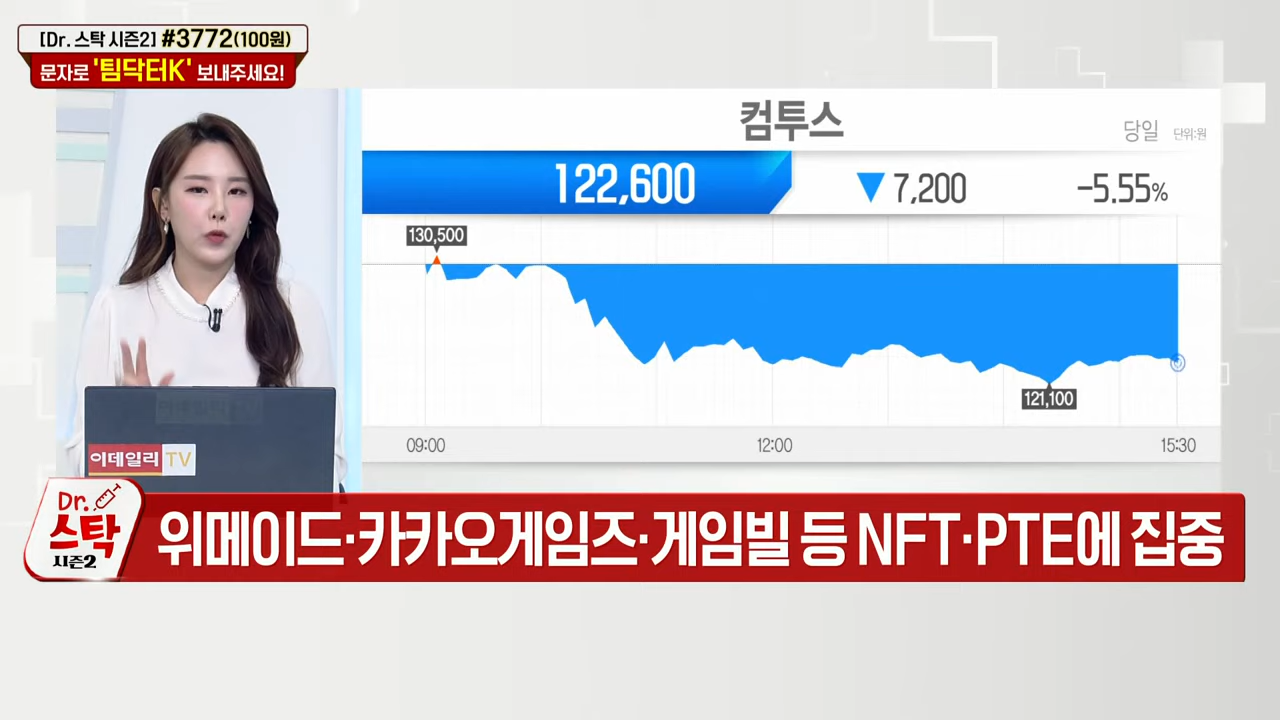 [Dr. 스탁 시즌2] #3772(100원)
문자로 '팀닥터K' 보내주세요!
컴투스
당일 단위:원
122,600 ▼ 7,200 -5.55%
130,500
121,100
09:00 12:00 15:30
이데일리 TV
Dr.
스탁
시즌2
위메이드·카카오게임즈·게임빌 등 NFT·PTE에 집중